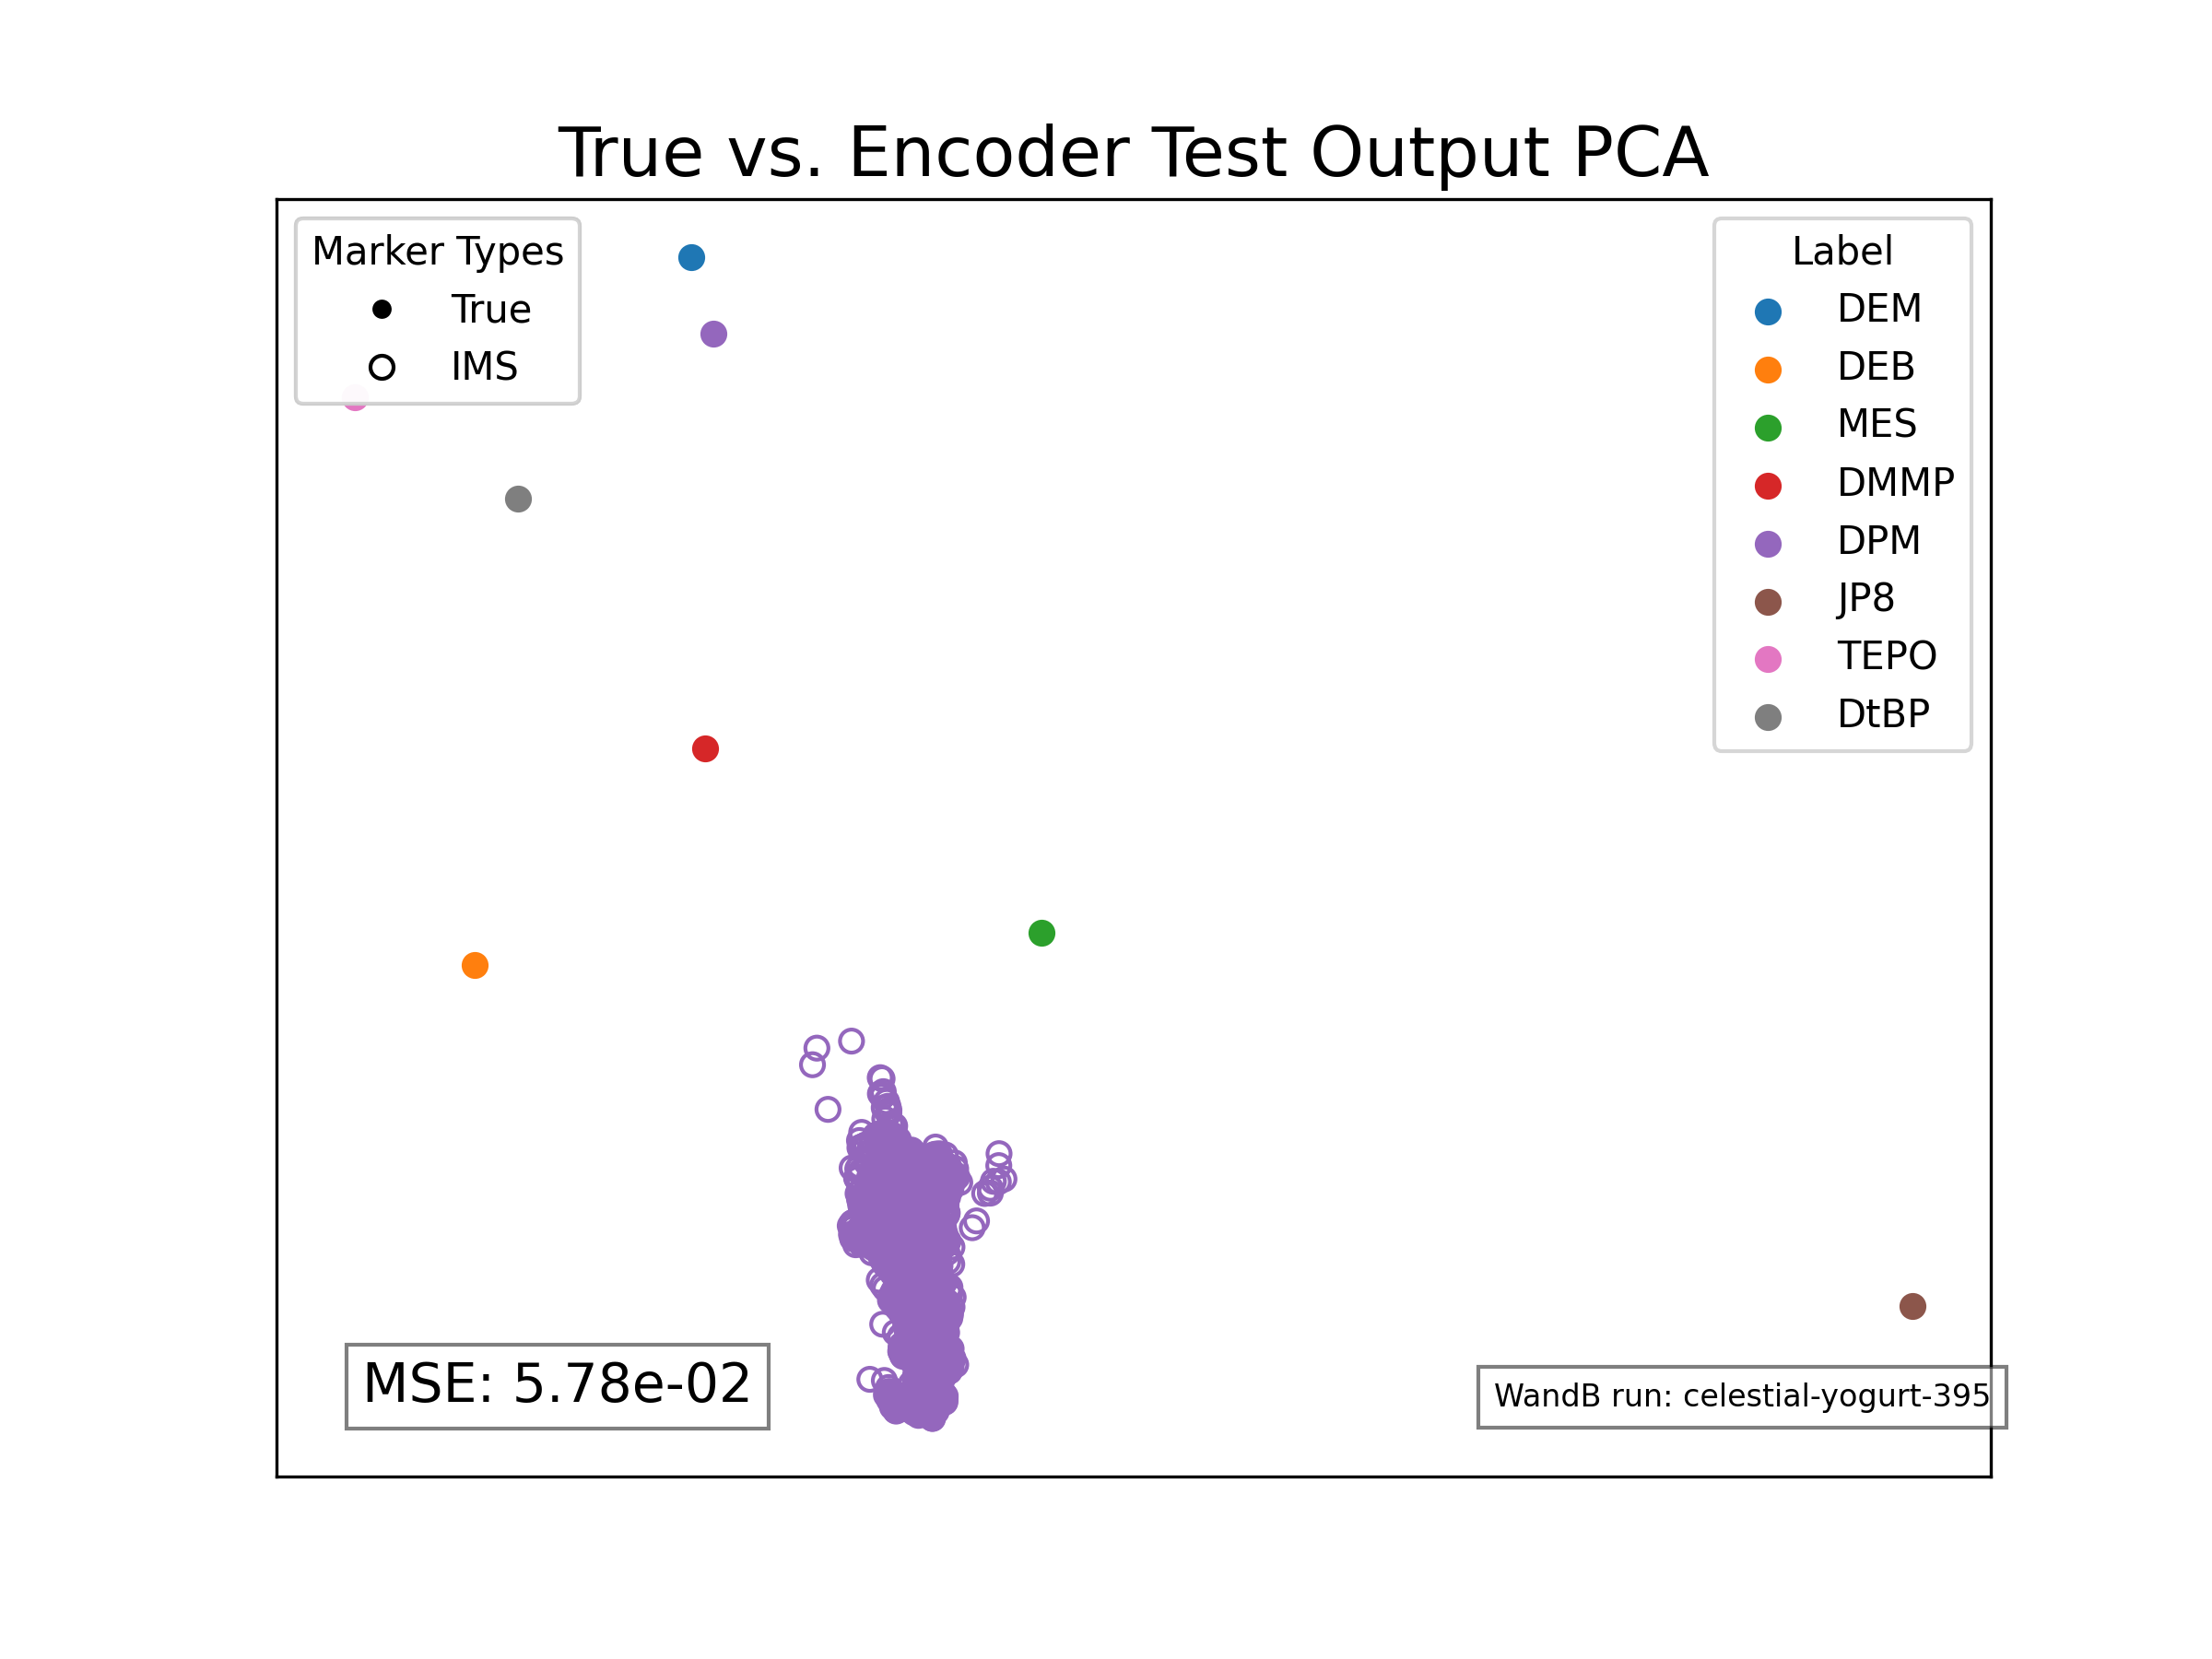 True vs. Encoder Test Output PCA
Marker Types
True
IMS
Label
DEM
DEB
MES
DMMP
DPM
JP8
TEPO
DtBP
MSE: 5.78e-02
WandB run: celestial-yogurt-395